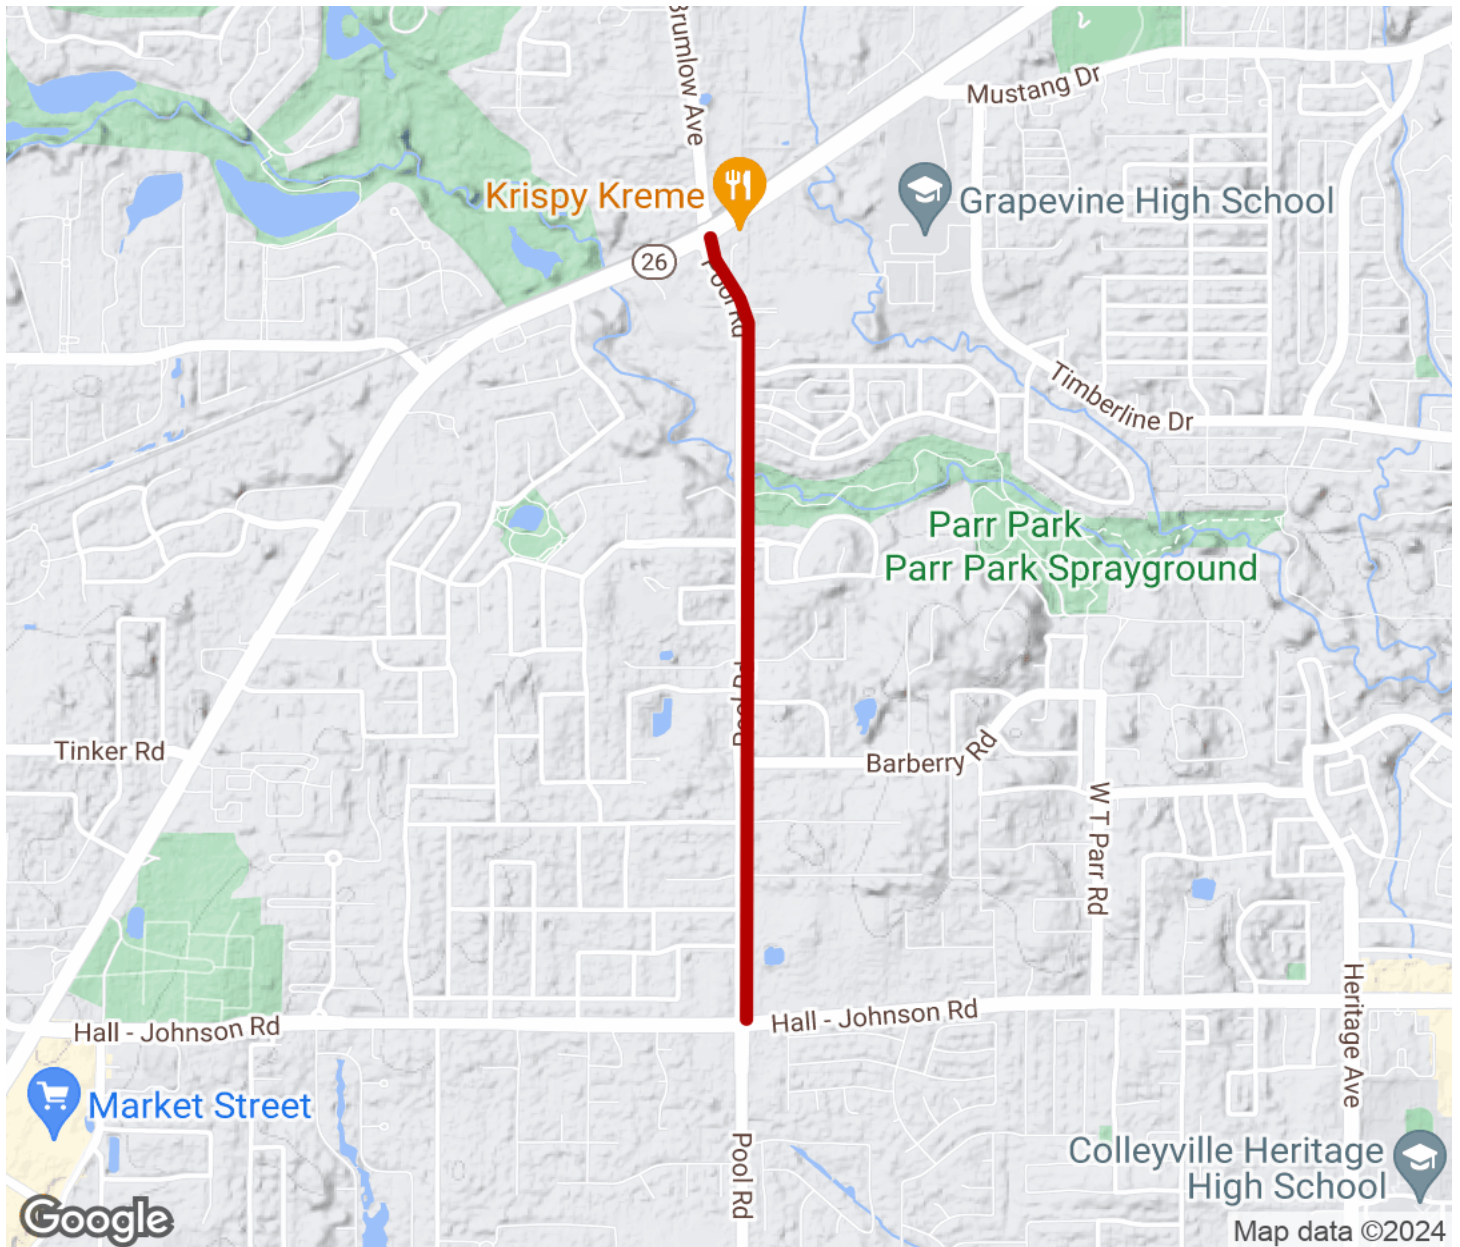 Brumlow Ave
Mustang Dr
Krispy Kreme
Grapevine High School
26
Pool Rd
Timberline Dr
Parr Park
Parr Park Sprayground
Pool Rd
Tinker Rd
Barberry Rd
W T Parr Rd
Hall - Johnson Rd
Hall - Johnson Rd
Heritage Ave
Market Street
Pool Rd
Colleyville Heritage
High School
Google
Map data ©2024